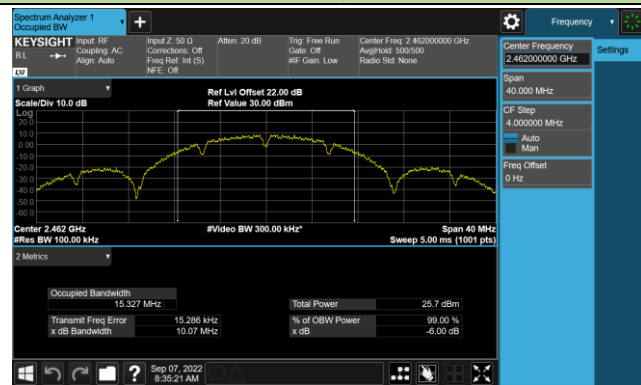 Spectrum Analyzer 1
Occupied BW
Frequency
KEYSIGHT
RL
Input: RF
Coupling: AC
Align: Auto
Input Z: 50 Ω
Corrections: Off
Freq Ref: Int (S)
NFE: Off
Atten: 20 dB
Trig: Free Run
Gate: Off
#IF Gain: Low
Center Freq: 2.462000000 GHz
Avg|Hold: 500/500
Radio Std: None
LW
Center Frequency
2.462000000 GHz
Settings
Span
40.000 MHz
CF Step
4.000000 MHz
Auto
Man
Freq Offset
0 Hz
1 Graph
Scale/Div 10.0 dB
Ref Lvl Offset 22.00 dB
Ref Value 30.00 dBm
Log
20.0
10.0
0.00
-10.0
-20.0
-30.0
-40.0
-50.0
-60.0
Center 2.462 GHz
#Res BW 100.00 kHz
#Video BW 300.00 kHz*
Span 40 MHz
Sweep 5.00 ms (1001 pts)
2 Metrics
Occupied Bandwidth
15.327 MHz
Total Power 25.7 dBm
Transmit Freq Error 15.286 kHz
% of OBW Power 99.00 %
x dB Bandwidth 10.07 MHz
x dB -6.00 dB
Sep 07, 2022
8:35:21 AM